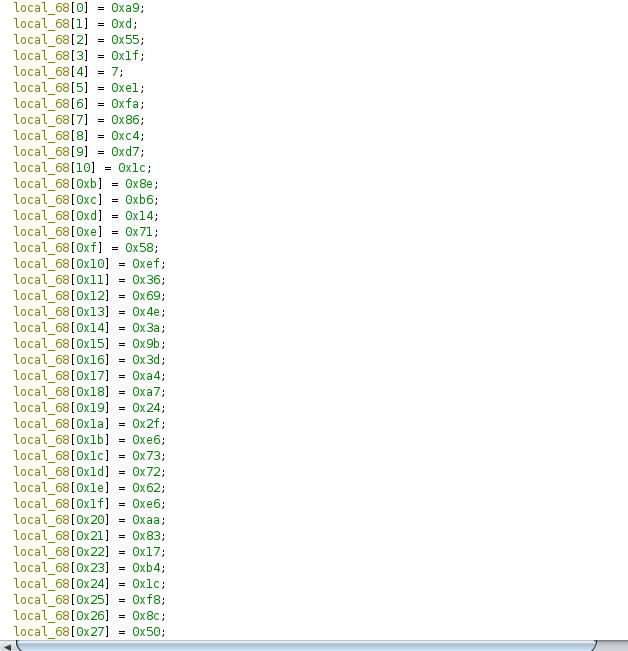 local_68[0] = 0xa9;
local_68[1] = 0xd;
local_68[2] = 0x55;
local_68[3] = 0x1f;
local_68[4] = 7;
local_68[5] = 0xe1;
local_68[6] = 0xfa;
local_68[7] = 0x86;
local_68[8] = 0xc4;
local_68[9] = 0xd7;
local_68[10] = 0x1c;
local_68[0xb] = 0x8e;
local_68[0xc] = 0xb6;
local_68[0xd] = 0x14;
local_68[0xe] = 0x71;
local_68[0xf] = 0x58;
local_68[0x10] = 0xef;
local_68[0x11] = 0x36;
local_68[0x12] = 0x69;
local_68[0x13] = 0x4e;
local_68[0x14] = 0x3a;
local_68[0x15] = 0x9b;
local_68[0x16] = 0x3d;
local_68[0x17] = 0xa4;
local_68[0x18] = 0xa7;
local_68[0x19] = 0x24;
local_68[0x1a] = 0x2f;
local_68[0x1b] = 0xe6;
local_68[0x1c] = 0x73;
local_68[0x1d] = 0x72;
local_68[0x1e] = 0x62;
local_68[0x1f] = 0xe6;
local_68[0x20] = 0xaa;
local_68[0x21] = 0x83;
local_68[0x22] = 0x17;
local_68[0x23] = 0xb4;
local_68[0x24] = 0x1c;
local_68[0x25] = 0xf8;
local_68[0x26] = 0x8c;
local_68[0x27] = 0x50;